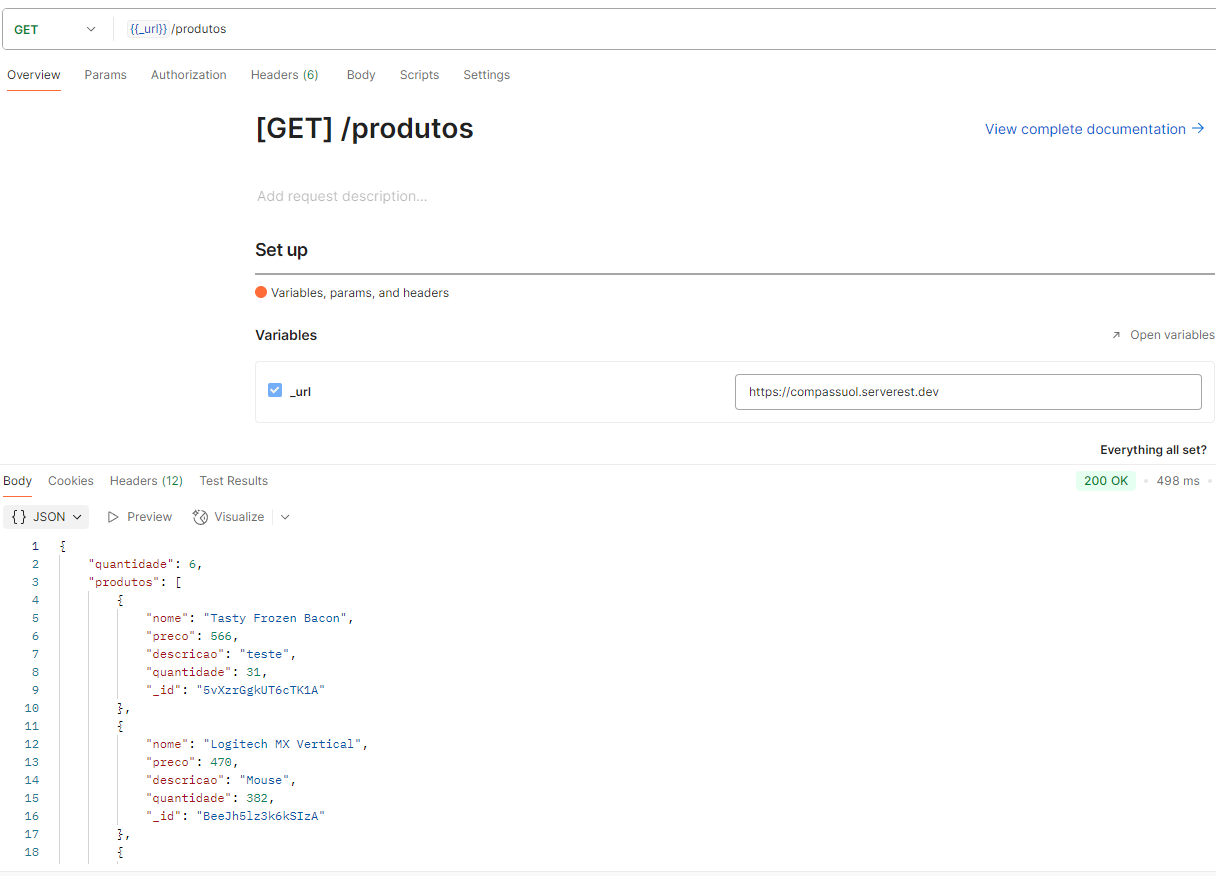 GET {{_url}}/produtos
Overview Params Authorization Headers (6) Body Scripts Settings
[GET] /produtos
View complete documentation →
Add request description...
Set up
Variables, params, and headers
Variables
Open variables
_url
https://compassuol.serverest.dev
Everything all set?
Body Cookies Headers (12) Test Results
200 OK • 498 ms •
{} JSON Preview Visualize
1 {
2 "quantidade": 6,
3 "produtos": [
4 {
5 "nome": "Tasty Frozen Bacon",
6 "preco": 566,
7 "descricao": "teste",
8 "quantidade": 31,
9 "_id": "5vXzrGgkUT6cTK1A"
10 },
11 {
12 "nome": "Logitech MX Vertical",
13 "preco": 470,
14 "descricao": "Mouse",
15 "quantidade": 382,
16 "_id": "BeeJh5lz3k6kSIzA"
17 },
18 {